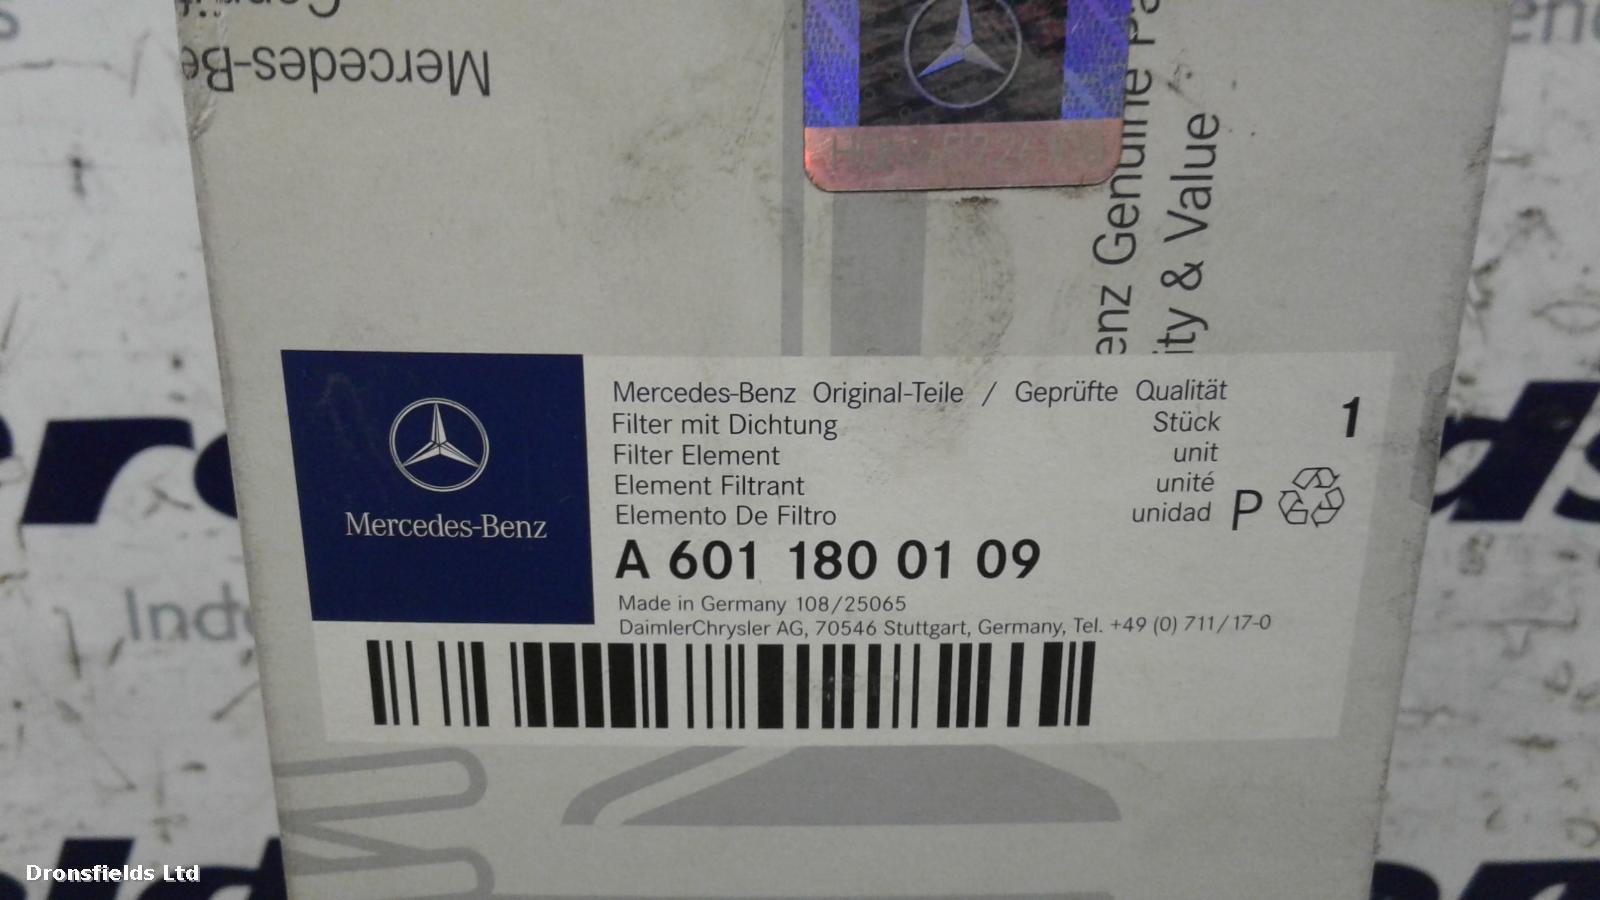 Mercedes-Be
enz Genuine Pa
ity & Value
Mercedes-Benz
Mercedes-Benz Original-Teile / Geprüfte Qualität
Filter mit Dichtung Stück 1
Filter Element unit
Element Filtrant unité
Elemento De Filtro unidad P
A 601 180 01 09
Made in Germany 108/25065
DaimlerChrysler AG, 70546 Stuttgart, Germany, Tel. +49 (0) 711/17-0
Dronsfields Ltd